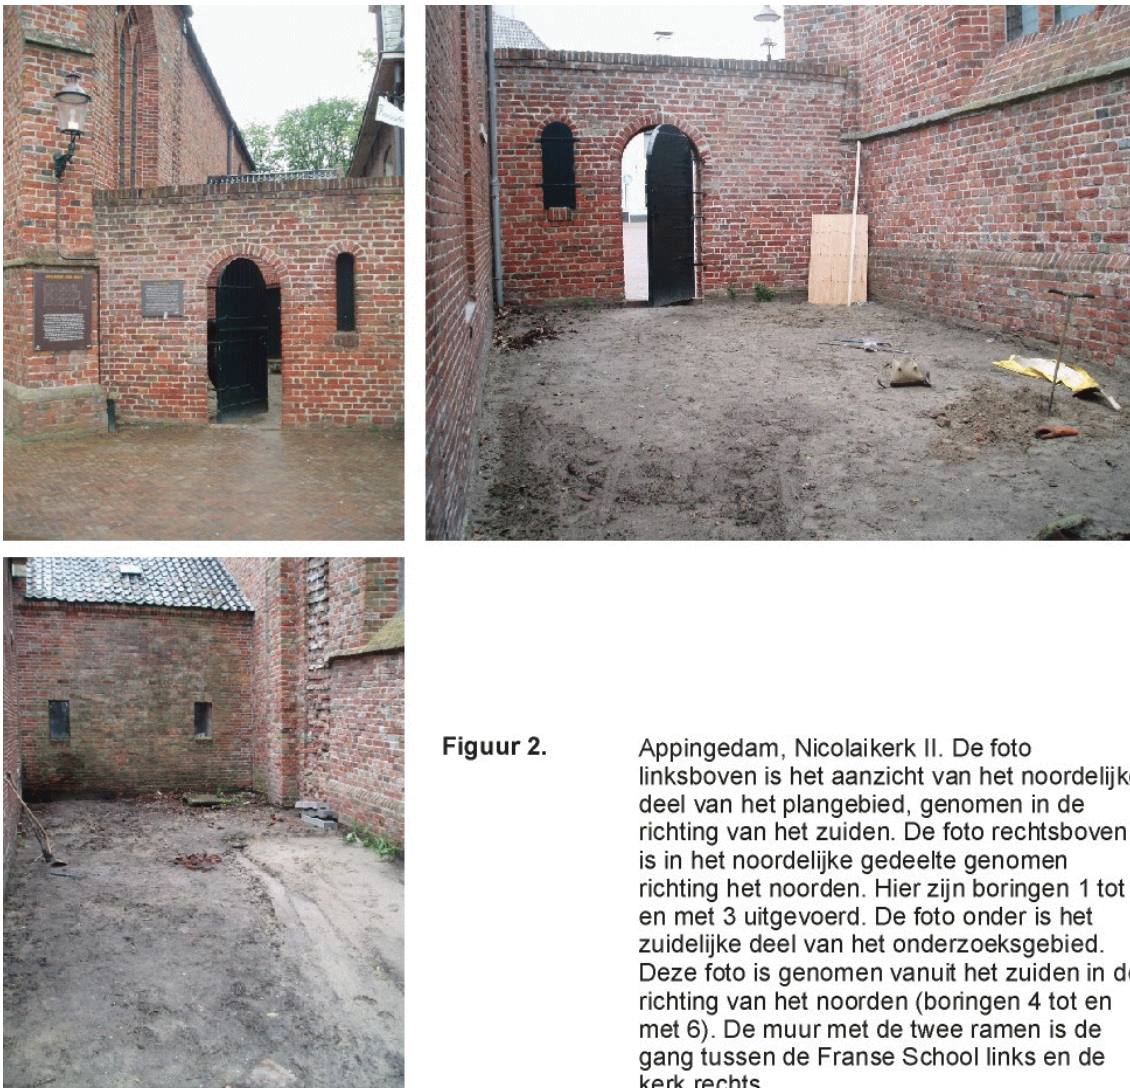 Figuur 2.
Appingedam, Nicolaikerk II. De foto
linksboven is het aanzicht van het noordelijke
deel van het plangebied, genomen in de
richting van het zuiden. De foto rechtsboven
is in het noordelijke gedeelte genomen
richting het noorden. Hier zijn boringen 1 tot
en met 3 uitgevoerd. De foto onder is het
zuidelijke deel van het onderzoeksgebied.
Deze foto is genomen vanuit het zuiden in de
richting van het noorden (boringen 4 tot en
met 6). De muur met de twee ramen is de
gang tussen de Franse School links en de
kerk rechts